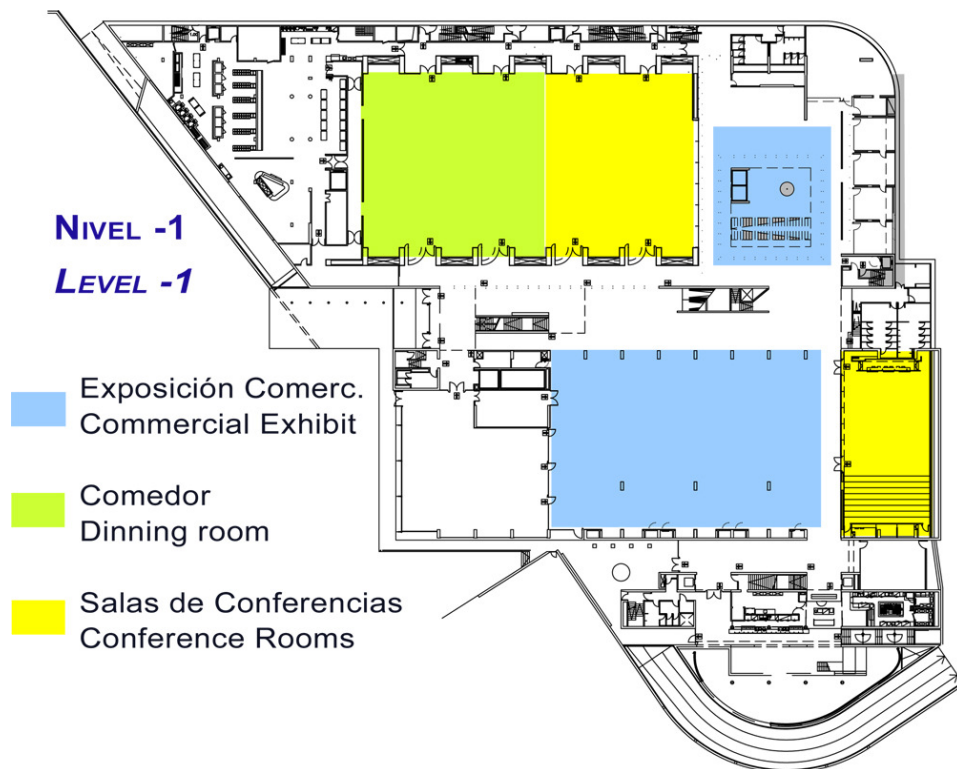 Nivel -1
Level -1
Exposición Comerc.
Commercial Exhibit
Comedor
Dinning room
Salas de Conferencias
Conference Rooms